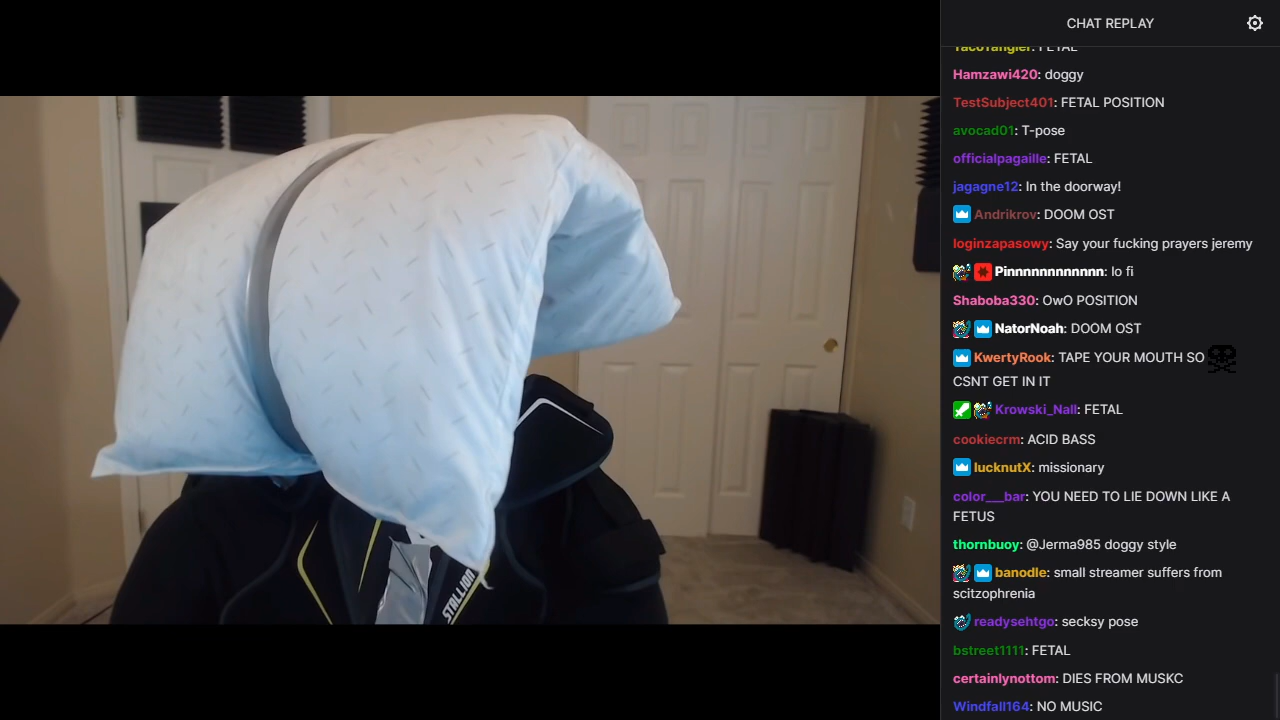 CHAT REPLAY
TacoTangler: FETAL
Hamzawi420: doggy
TestSubject401: FETAL POSITION
avocad01: T-pose
officialpagaille: FETAL
jagagne12: In the doorway!
Andrikrov: DOOM OST
loginzapasowy: Say your fucking prayers jeremy
Pinnnnnnnnnnnn: lo fi
Shaboba330: OwO POSITION
NatorNoah: DOOM OST
KwertyRook: TAPE YOUR MOUTH SO
CSNT GET IN IT
Krowski_Nall: FETAL
cookiecrm: ACID BASS
lucknutX: missionary
color___bar: YOU NEED TO LIE DOWN LIKE A
FETUS
thornbuoy: @Jerma985 doggy style
banodle: small streamer suffers from
scitzophrenia
readysehtgo: secksy pose
bstreet1111: FETAL
certainlynottom: DIES FROM MUSKC
Windfall164: NO MUSIC
STALLION